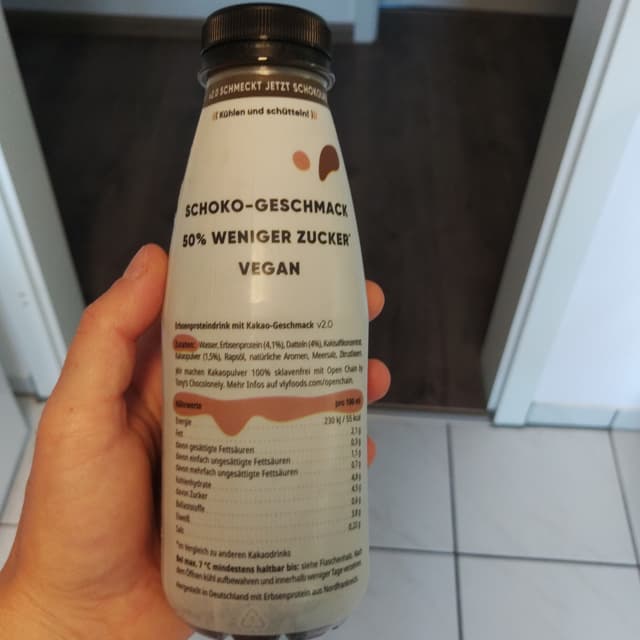 v2.0 SCHMECKT JETZT SCHOKO
Kühlen und schütteln!
SCHOKO-GESCHMACK
50% WENIGER ZUCKER*
VEGAN
Erbsenproteindrink mit Kakao-Geschmack v2.0
Zutaten: Wasser, Erbsenprotein (4,1%), Datteln (4%), Kakaopulver (1,5%), Rapsöl, natürliche Aromen, Meersalz,
Wir machen Kakaopulver 100% sklavenfrei mit Open Chain by
Tony's Chocolonely. Mehr Infos auf vlyfoods.com/openchain.
Nährwerte pro 100 ml
Energie 230 kJ / 55 kcal
Fett 2,1 g
davon gesättigte Fettsäuren 0,3 g
davon einfach ungesättigte Fettsäuren 1,1 g
davon mehrfach ungesättigte Fettsäuren 0,7 g
Kohlenhydrate 4,9 g
davon Zucker 4,5 g
Ballaststoffe 0,6 g
Eiweiß 3,8 g
Salz 0,22 g
*Im Vergleich zu anderen Kakaodrinks
Bei max. 7 °C mindestens haltbar bis: siehe Flaschenhals. Nach
dem Öffnen kühl aufbewahren und innerhalb weniger Tage verzehren.
Hergestellt in Deutschland mit Erbsenprotein aus Nordfrankreich.